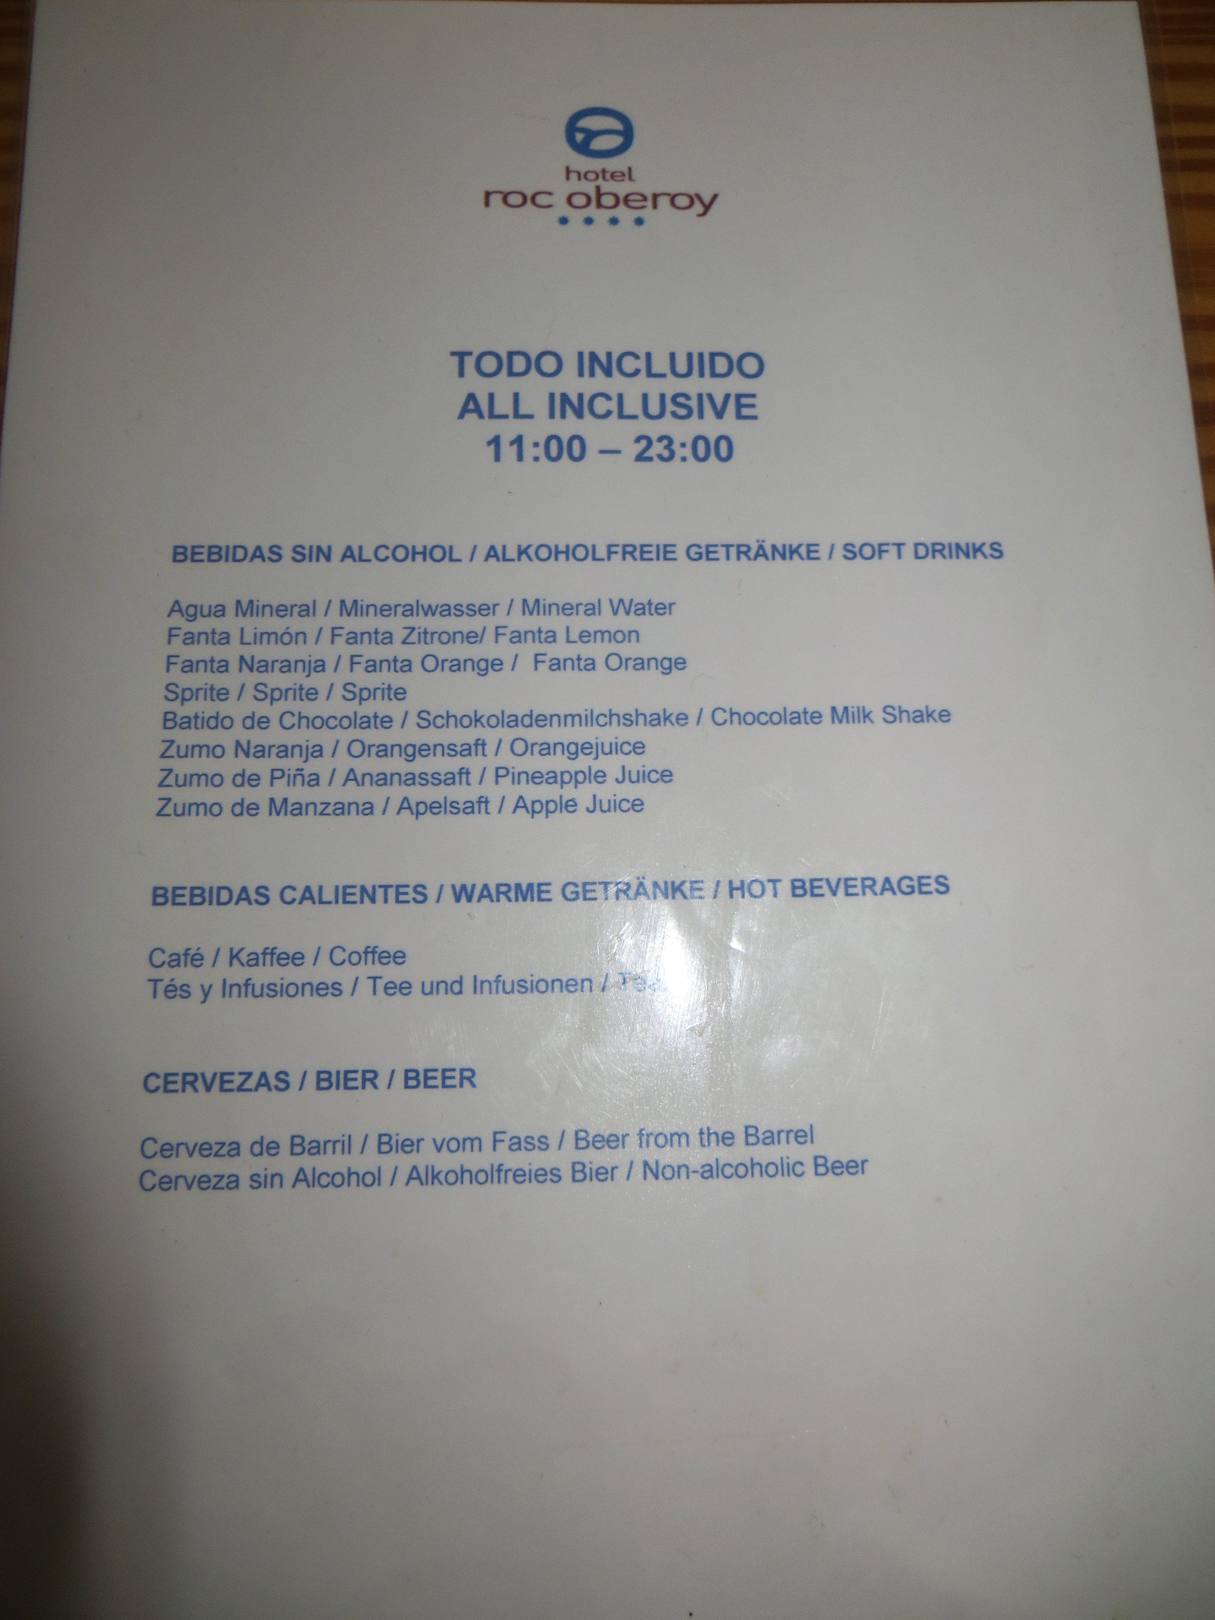 hotel
roc oberoy
TODO INCLUIDO
ALL INCLUSIVE
11:00 – 23:00
BEBIDAS SIN ALCOHOL / ALKOHOLFREIE GETRÄNKE / SOFT DRINKS
Agua Mineral / Mineralwasser / Mineral Water
Fanta Limón / Fanta Zitrone/ Fanta Lemon
Fanta Naranja / Fanta Orange / Fanta Orange
Sprite / Sprite / Sprite
Batido de Chocolate / Schokoladenmilchshake / Chocolate Milk Shake
Zumo Naranja / Orangensaft / Orangejuice
Zumo de Piña / Ananassaft / Pineapple Juice
Zumo de Manzana / Apelsaft / Apple Juice
BEBIDAS CALIENTES / WARME GETRÄNKE / HOT BEVERAGES
Café / Kaffee / Coffee
Tés y Infusiones / Tee und Infusionen /
CERVEZAS / BIER / BEER
Cerveza de Barril / Bier vom Fass / Beer from the Barrel
Cerveza sin Alcohol / Alkoholfreies Bier / Non-alcoholic Beer